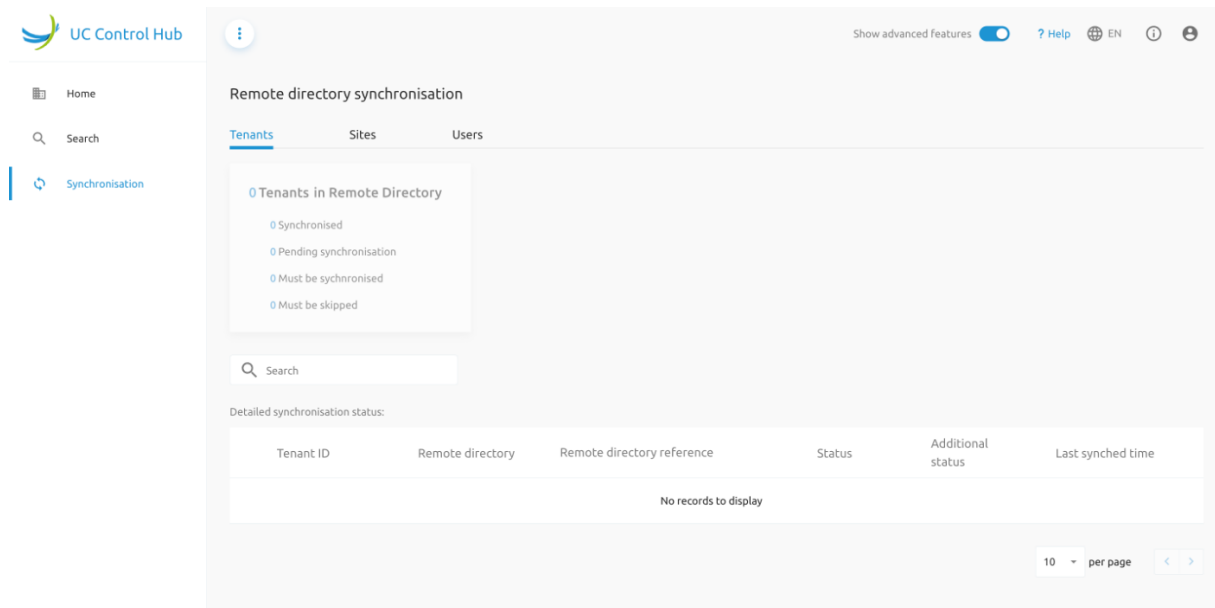 UC Control Hub
Show advanced features
? Help
EN
Home
Search
Synchronisation
Remote directory synchronisation
Tenants Sites Users
0 Tenants in Remote Directory
0 Synchronised
0 Pending synchronisation
0 Must be sychnronised
0 Must be skipped
Search
Detailed synchronisation status:
Tenant ID Remote directory Remote directory reference Status Additional status Last synched time
No records to display
10 per page